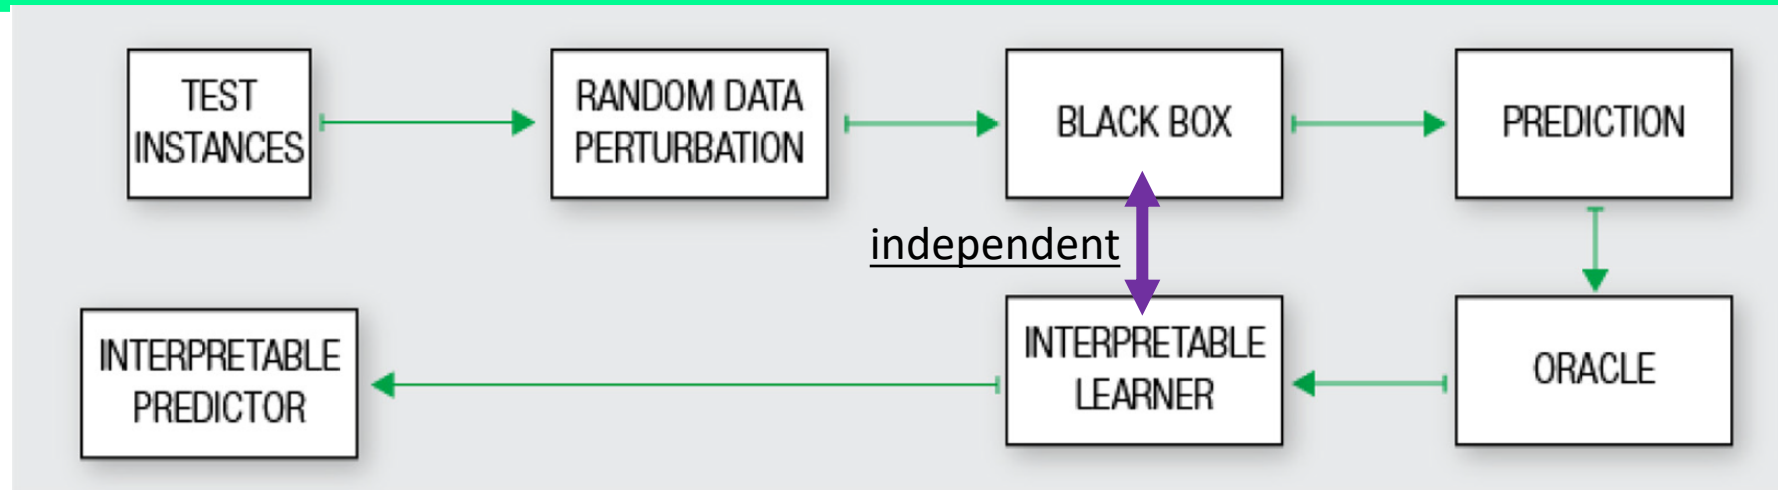 TEST
INSTANCES
RANDOM DATA
PERTURBATION
BLACK BOX
PREDICTION
independent
INTERPRETABLE
PREDICTOR
INTERPRETABLE
LEARNER
ORACLE